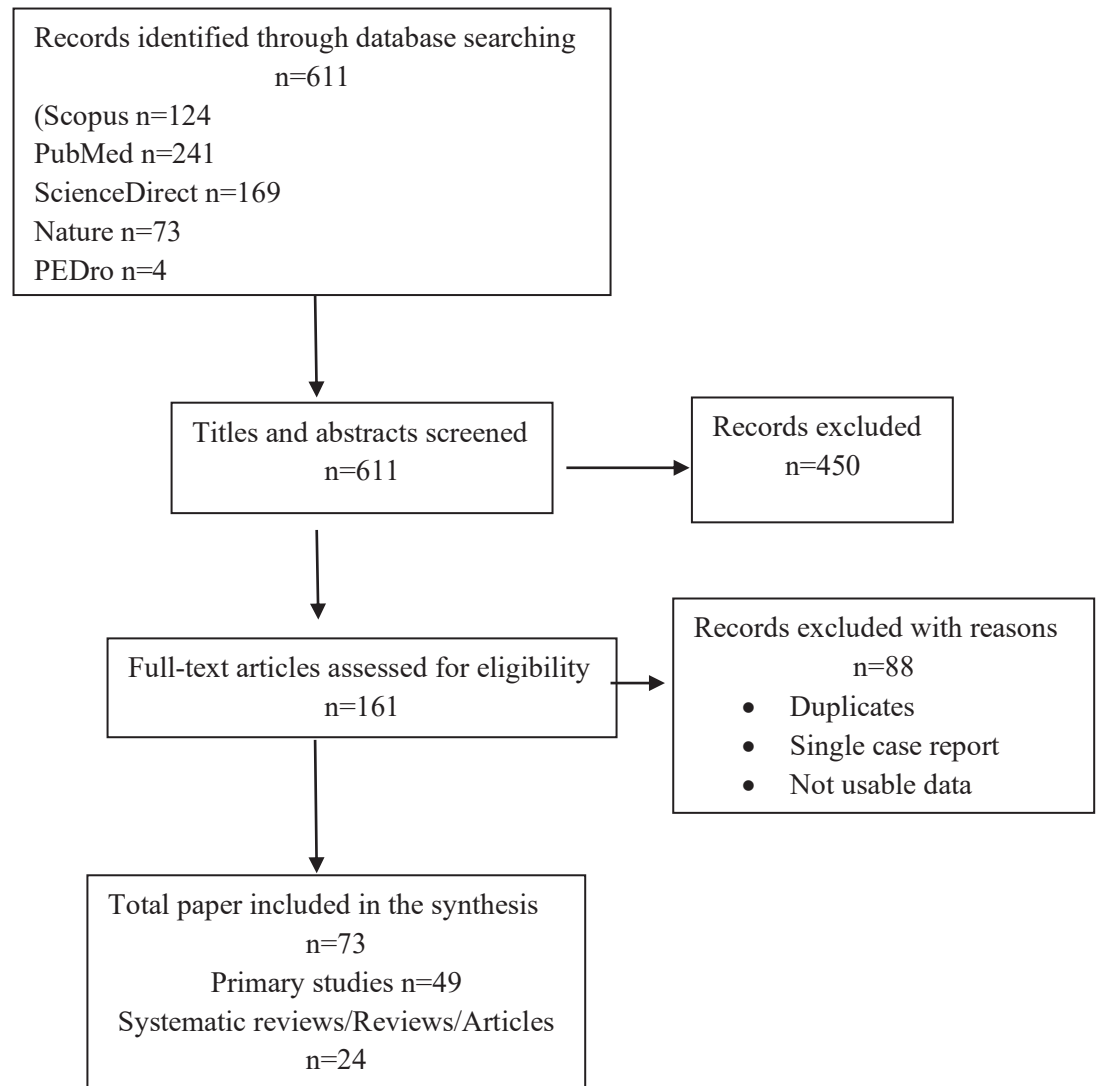 Records identified through database searching
n=611
(Scopus n=124
PubMed n=241
ScienceDirect n=169
Nature n=73
PEDro n=4
Titles and abstracts screened
n=611
Records excluded
n=450
Full-text articles assessed for eligibility
n=161
Records excluded with reasons
n=88
• Duplicates
• Single case report
• Not usable data
Total paper included in the synthesis
n=73
Primary studies n=49
Systematic reviews/Reviews/Articles
n=24